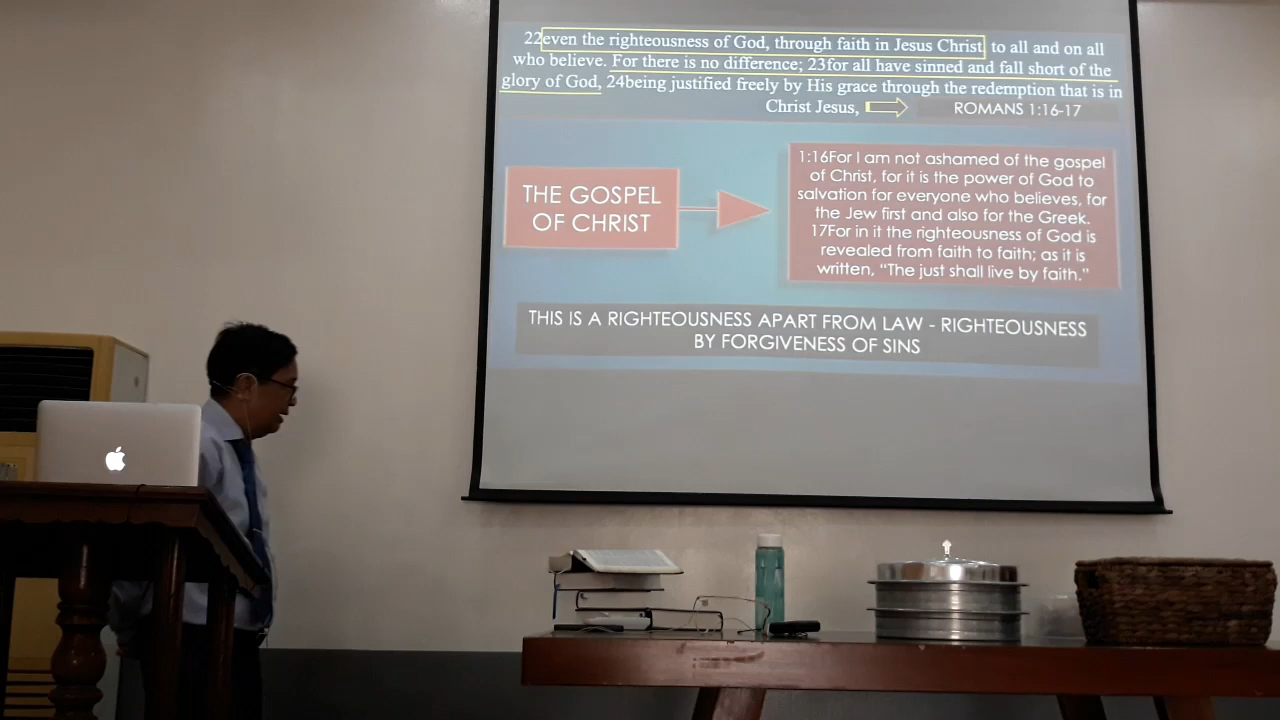 22even the righteousness of God, through faith in Jesus Christ, to all and on all
who believe. For there is no difference; 23for all have sinned and fall short of the
glory of God, 24being justified freely by His grace through the redemption that is in
Christ Jesus,
ROMANS 1:16-17
THE GOSPEL
OF CHRIST
1:16For I am not ashamed of the gospel
of Christ, for it is the power of God to
salvation for everyone who believes, for
the Jew first and also for the Greek.
17For in it the righteousness of God is
revealed from faith to faith; as it is
written, “The just shall live by faith.”
THIS IS A RIGHTEOUSNESS APART FROM LAW - RIGHTEOUSNESS
BY FORGIVENESS OF SINS